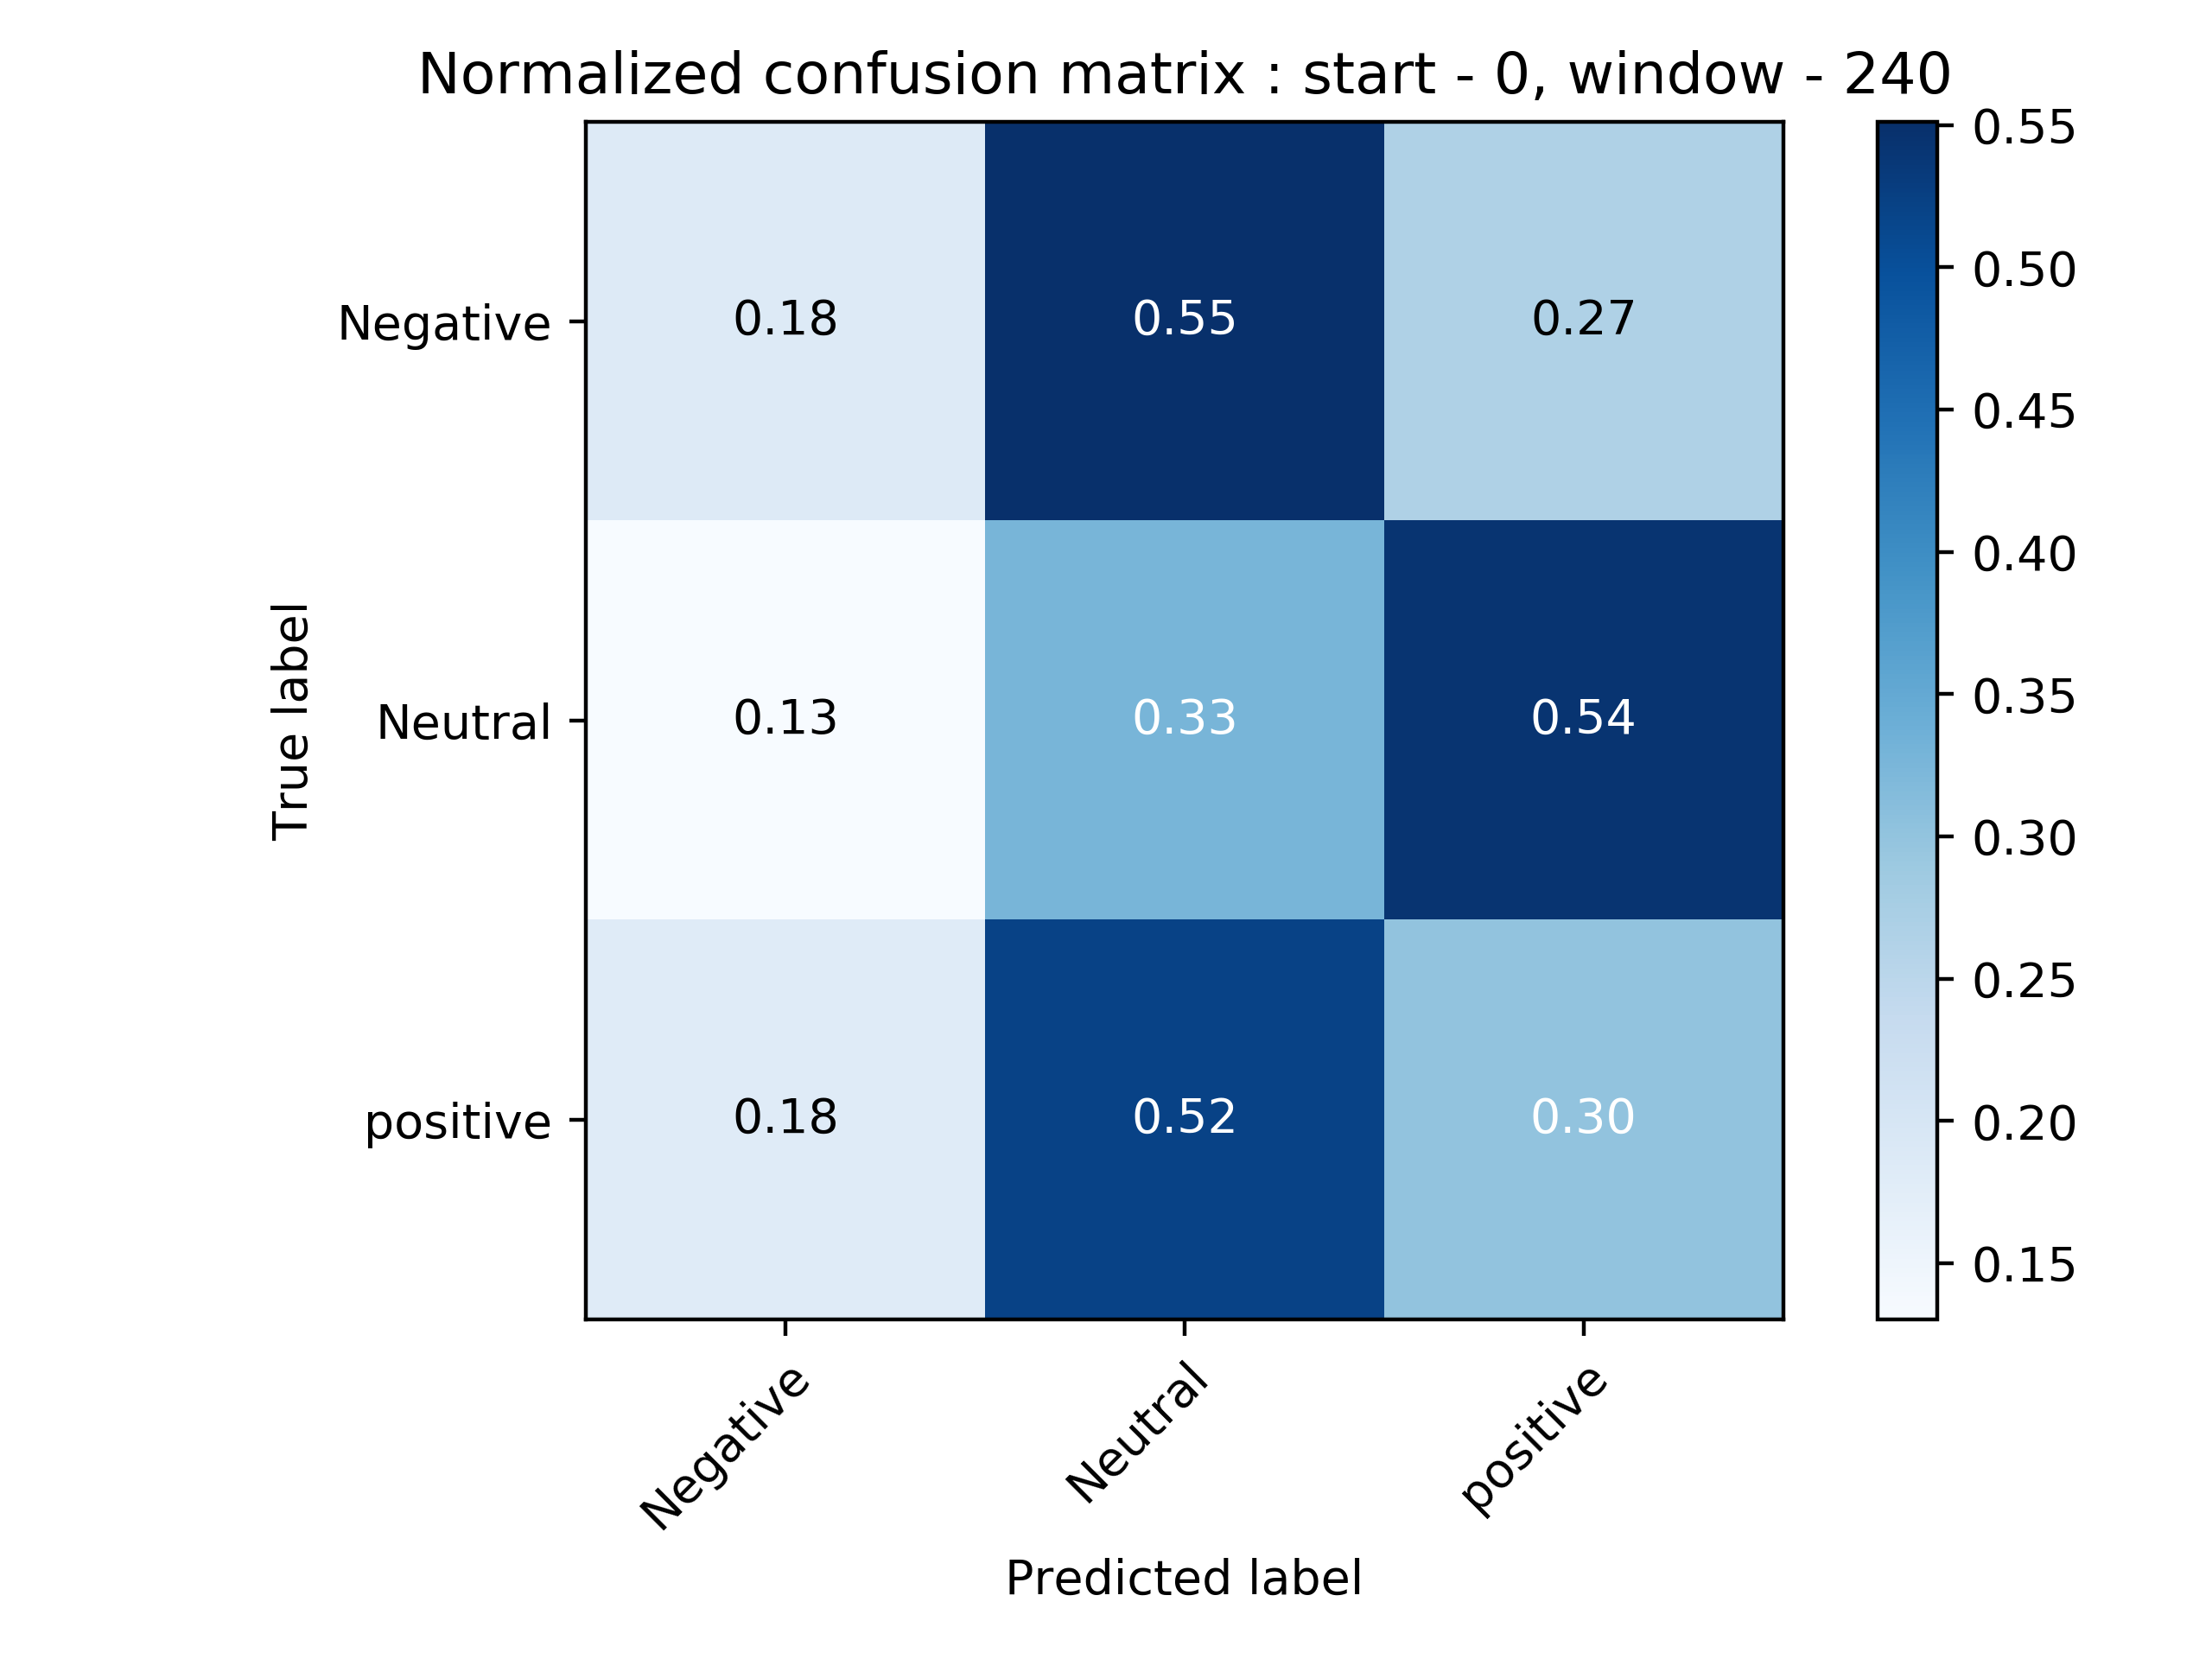 Normalized confusion matrix : start - 0, window - 240
True label
Negative
0.18
0.55
0.27
Neutral
0.13
0.33
0.54
positive
0.18
0.52
0.30
Negative
Neutral
positive
Predicted label
0.55
0.50
0.45
0.40
0.35
0.30
0.25
0.20
0.15